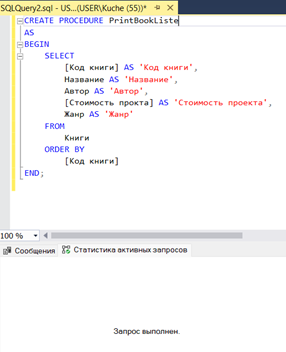 SQLQuery2.sql - US...(USER\Kuche (55))*
CREATE PROCEDURE PrintBookListe
AS
BEGIN
SELECT
[Код книги] AS 'Код книги',
Название AS 'Название',
Автор AS 'Автор',
[Стоимость прокта] AS 'Стоимость проекта',
Жанр AS 'Жанр'
FROM
Книги
ORDER BY
[Код книги]
END;
100 %
Сообщения Статистика активных запросов
Запрос выполнен.